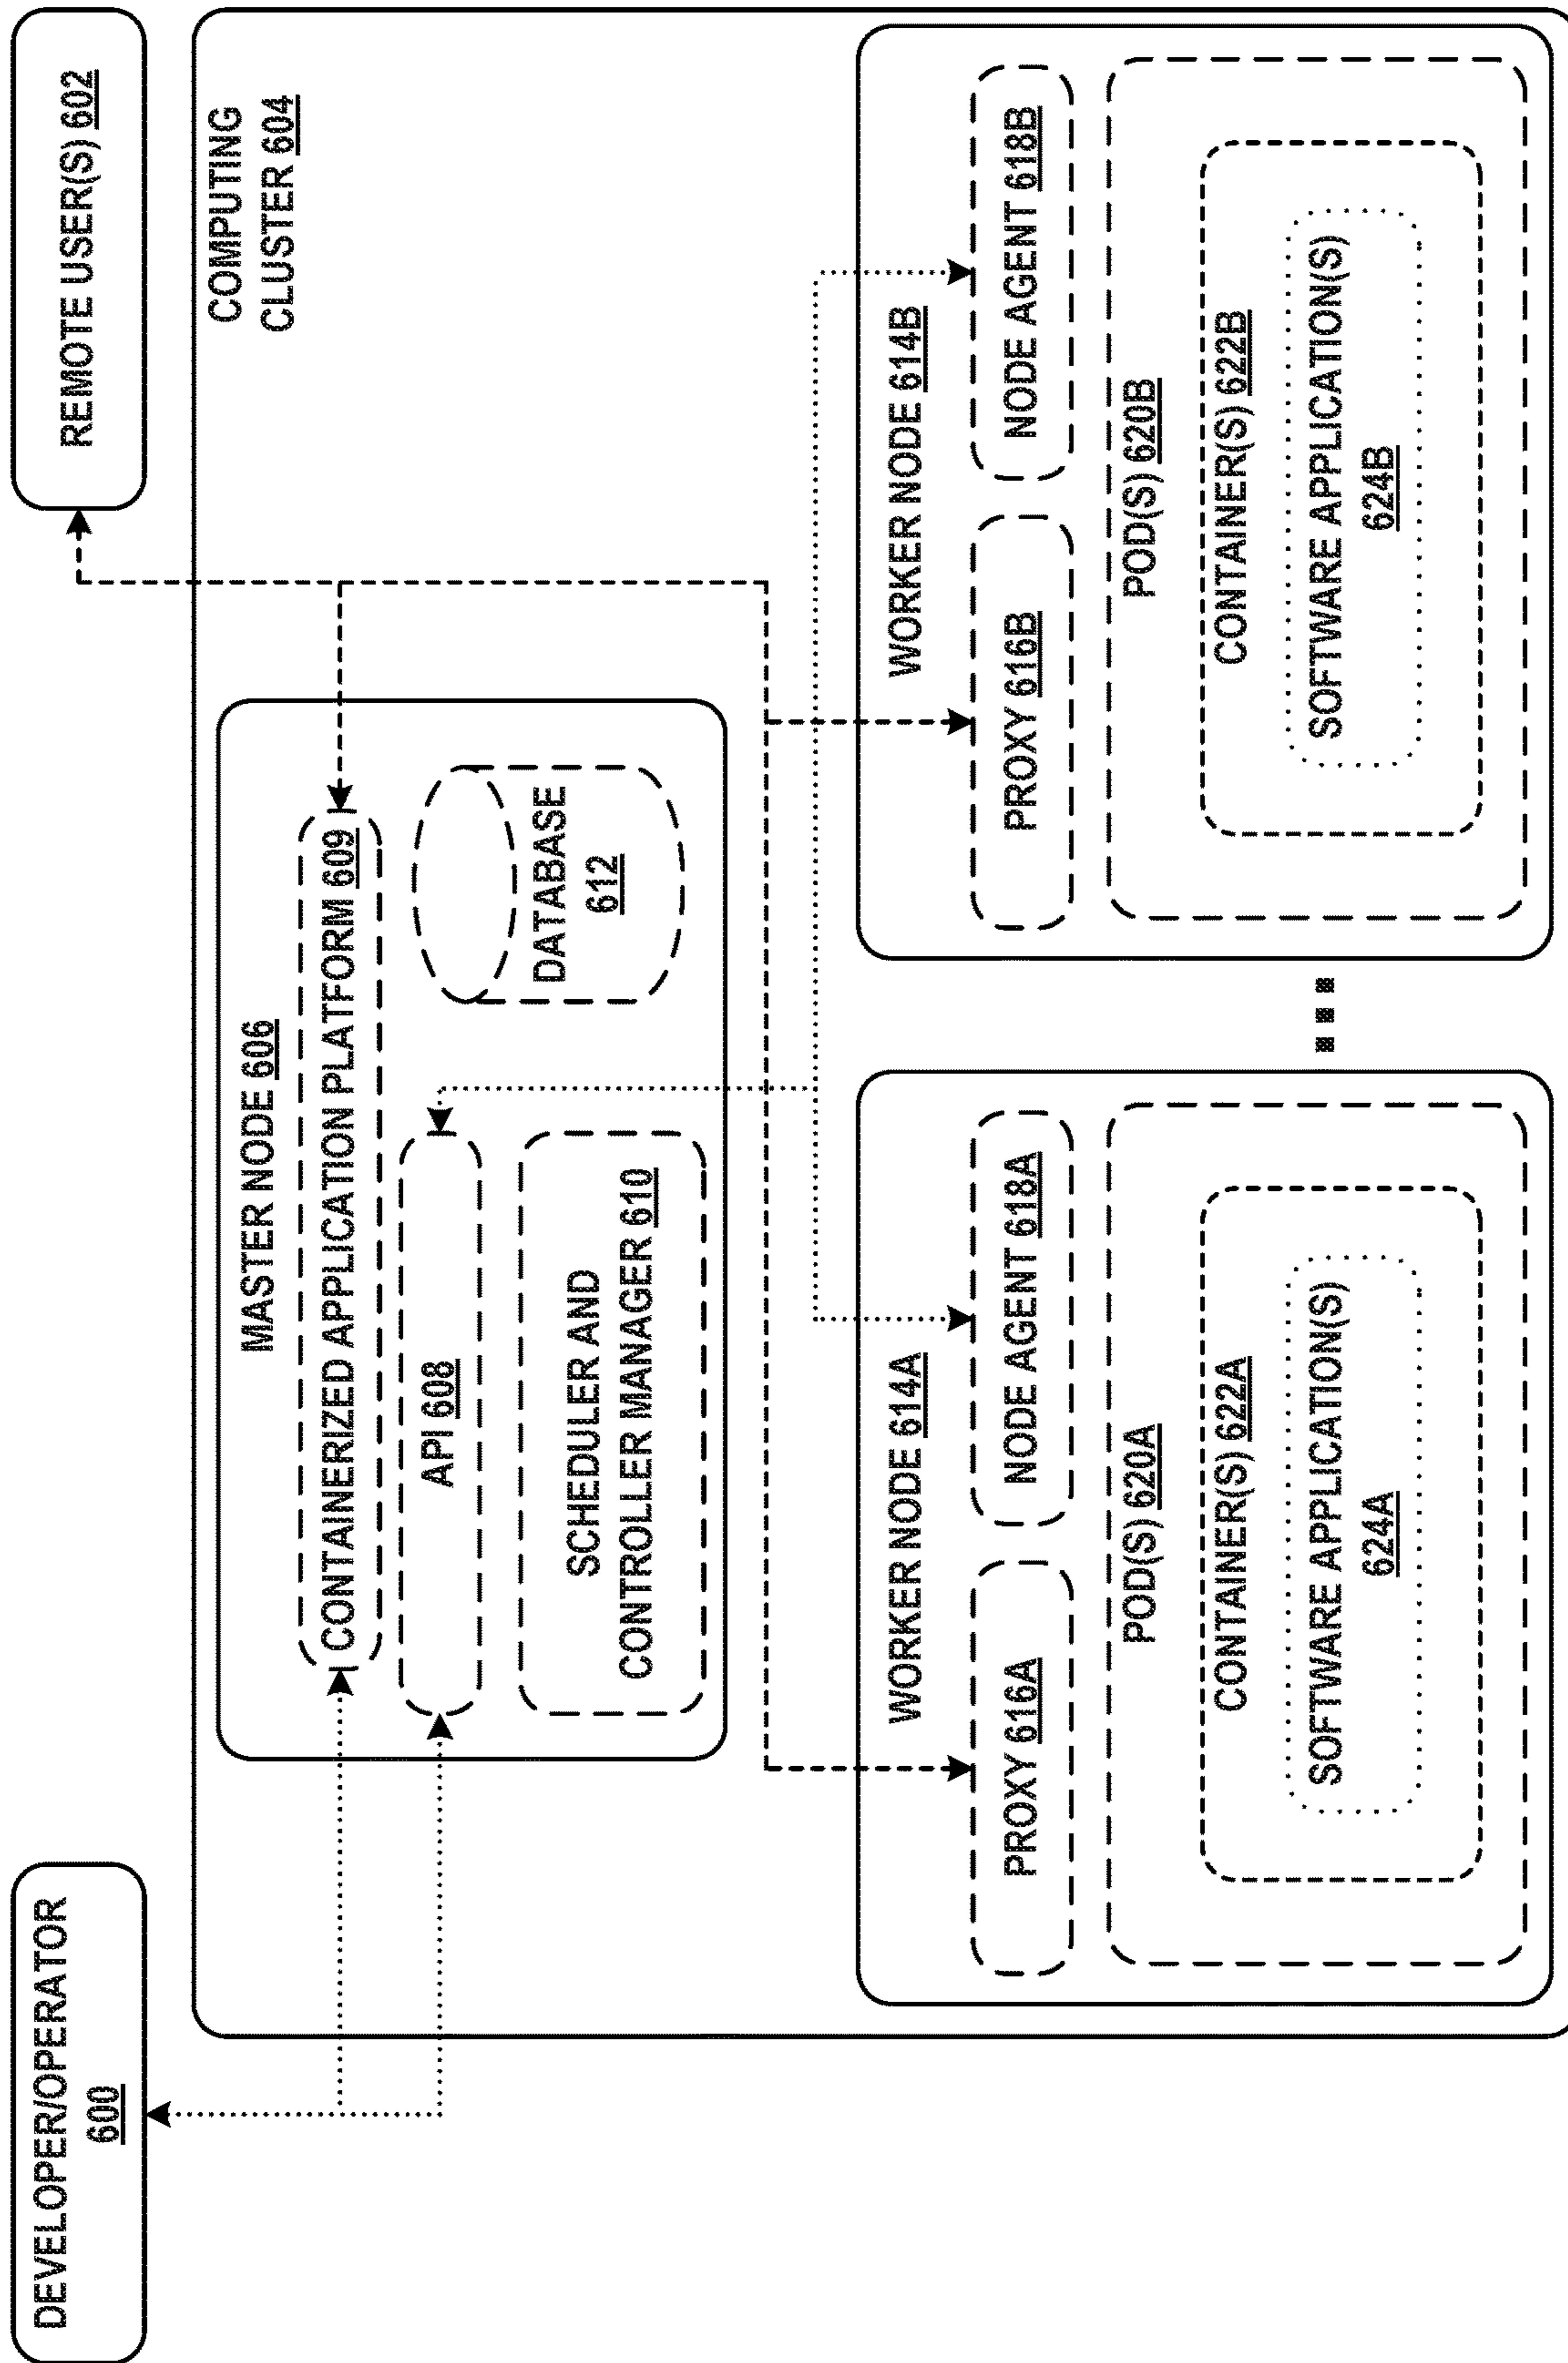 DEVELOPER/OPERATOR
600
REMOTE USER(S) 602
COMPUTING
CLUSTER 604
MASTER NODE 606
CONTAINERIZED APPLICATION PLATFORM 609
API 608
SCHEDULER AND
CONTROLLER MANAGER 610
DATABASE
612
WORKER NODE 614A
PROXY 616A
NODE AGENT 618A
POD(S) 620A
CONTAINER(S) 622A
SOFTWARE APPLICATION(S)
624A
WORKER NODE 614B
PROXY 616B
NODE AGENT 618B
POD(S) 620B
CONTAINER(S) 622B
SOFTWARE APPLICATION(S)
624B